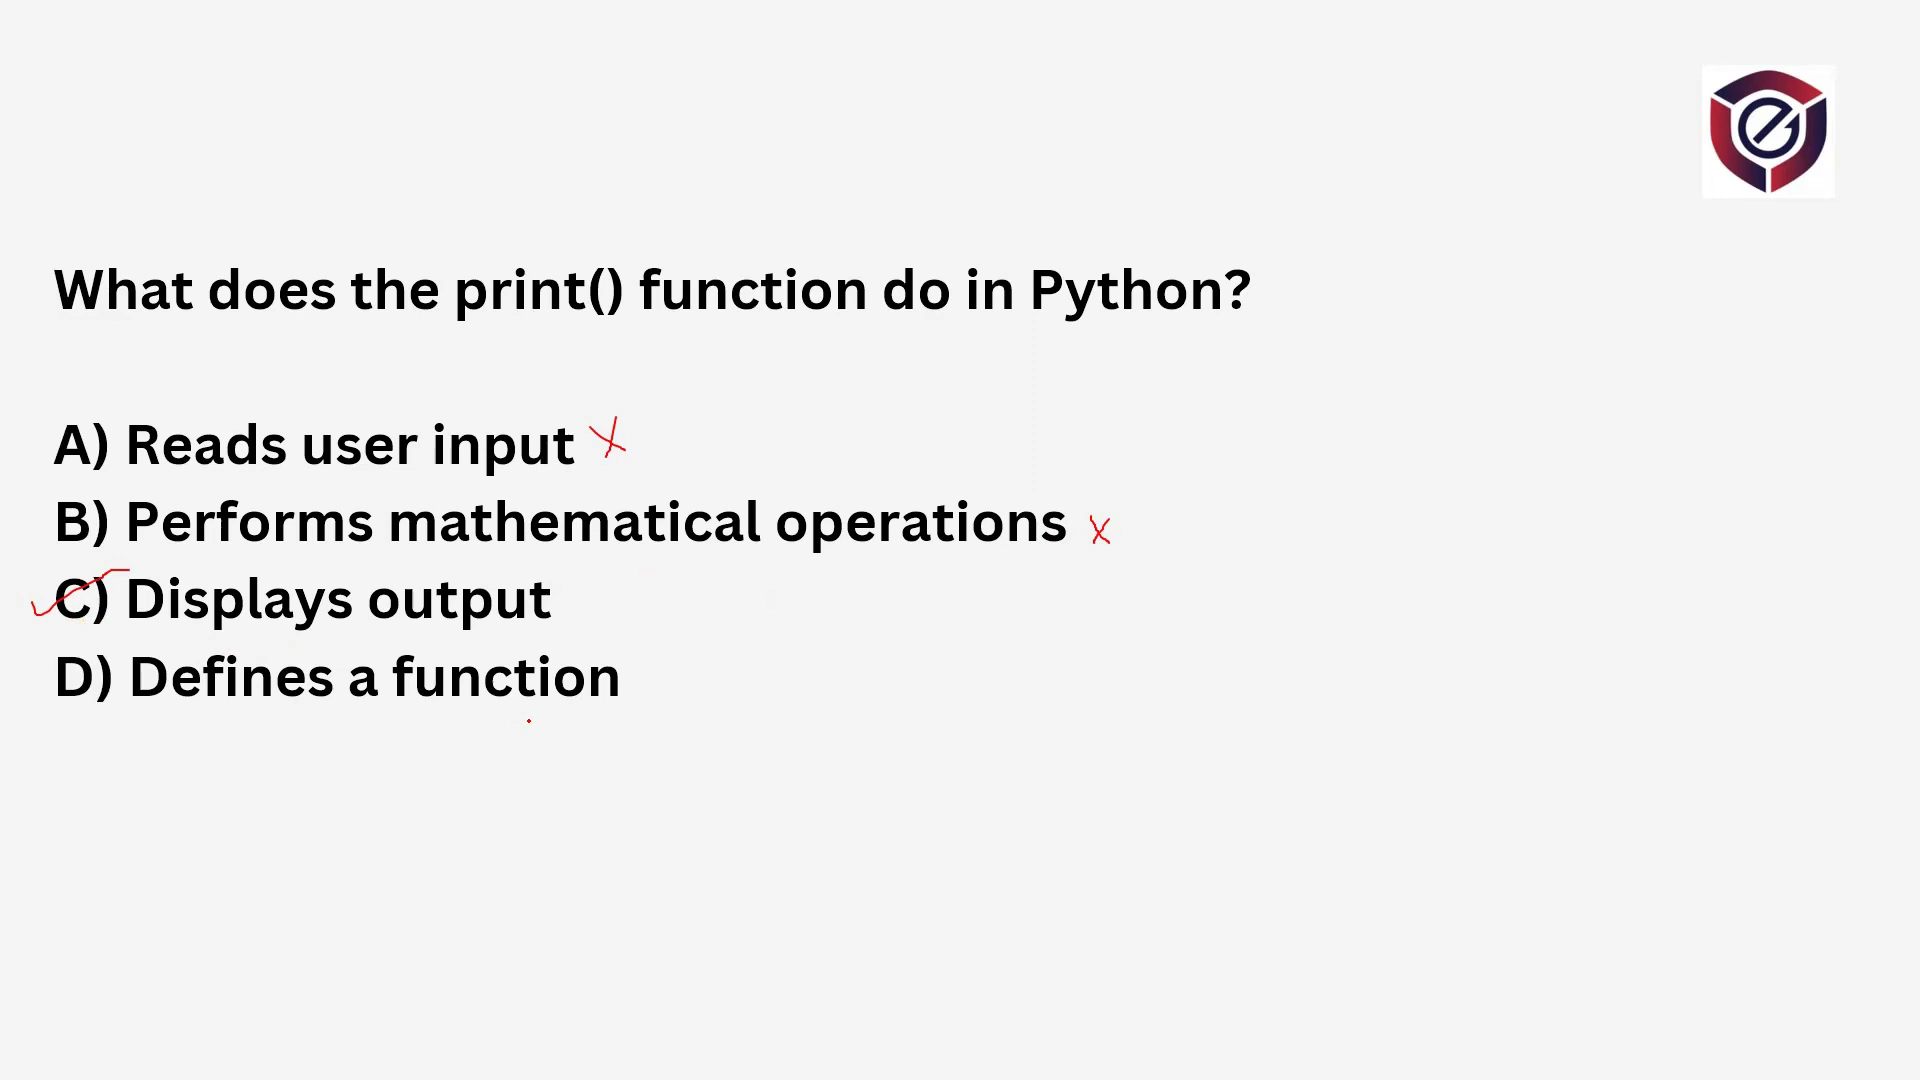 What does the print() function do in Python?
A) Reads user input
B) Performs mathematical operations
C) Displays output
D) Defines a function